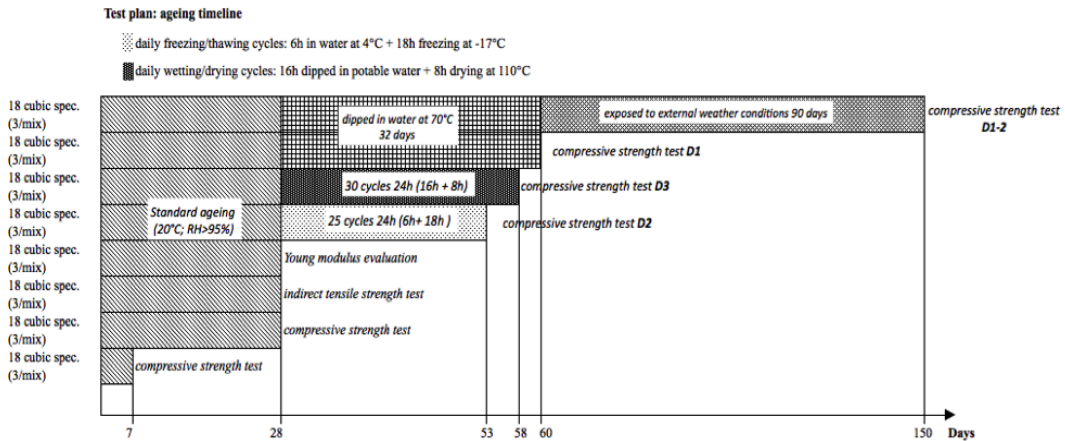 Test plan: ageing timeline
daily freezing/thawing cycles: 6h in water at 4°C + 18h freezing at -17°C
daily wetting/drying cycles: 16h dipped in potable water + 8h drying at 110°C
18 cubic spec.
(3/mix)
dipped in water at 70°C
32 days
exposed to external weather conditions 90 days
compressive strength test
D1-2
18 cubic spec.
(3/mix)
compressive strength test D1
18 cubic spec.
(3/mix)
30 cycles 24h (16h + 8h)
compressive strength test D3
18 cubic spec.
(3/mix)
Standard ageing
(20°C; RH>95%)
25 cycles 24h (6h+ 18h )
compressive strength test D2
18 cubic spec.
(3/mix)
Young modulus evaluation
18 cubic spec.
(3/mix)
indirect tensile strength test
18 cubic spec.
(3/mix)
compressive strength test
18 cubic spec.
(3/mix)
compressive strength test
7 28 53 58 60 150 Days